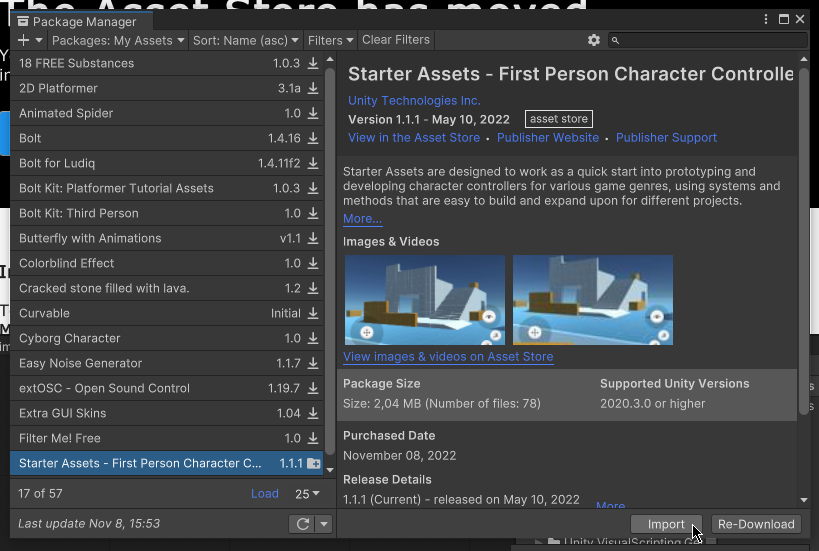 The Asset Store has moved
Package Manager
+ Packages: My Assets Sort: Name (asc) Filters Clear Filters
18 FREE Substances 1.0.3
2D Platformer 3.1a
Animated Spider 1.0
Bolt 1.4.16
Bolt for Ludiq 1.4.11f2
Bolt Kit: Platformer Tutorial Assets 1.0.3
Bolt Kit: Third Person 1.0
Butterfly with Animations v1.1
Colorblind Effect 1.0
Cracked stone filled with lava. 1.2
Curvable Initial
Cyborg Character 1.0
Easy Noise Generator 1.1.7
extOSC - Open Sound Control 1.19.7
Extra GUI Skins 1.04
Filter Me! Free 1.0
Starter Assets - First Person Character C... 1.1.1
17 of 57 Load 25
Last update Nov 8, 15:53
Starter Assets - First Person Character Controlle
Unity Technologies Inc.
Version 1.1.1 - May 10, 2022 asset store
View in the Asset Store • Publisher Website • Publisher Support
Starter Assets are designed to work as a quick start into prototyping and
developing character controllers for various game genres, using systems and
methods that are easy to build and expand upon for different projects.
More...
Images & Videos
View images & videos on Asset Store
Package Size Supported Unity Versions
Size: 2,04 MB (Number of files: 78) 2020.3.0 or higher
Purchased Date
November 08, 2022
Release Details
1.1.1 (Current) - released on May 10, 2022 More
Import Re-Download
Unity VisualScripting Ge